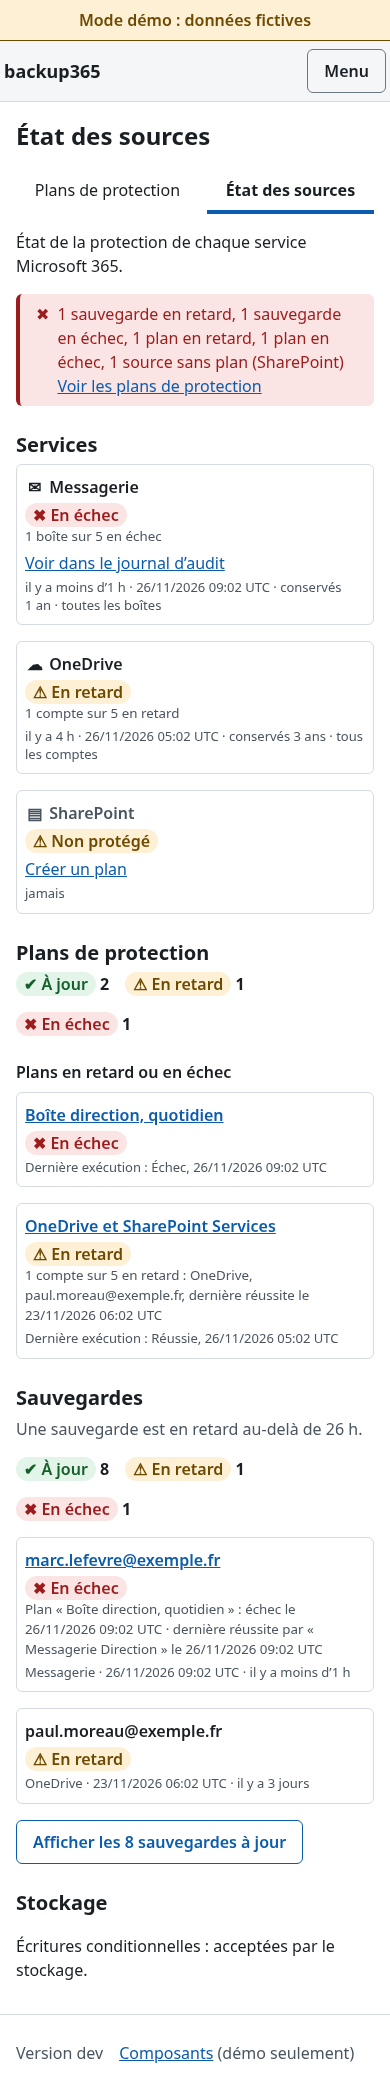 Mode démo : données fictives
backup365
Menu
État des sources
Plans de protection
État des sources
État de la protection de chaque service
Microsoft 365.
✖ 1 sauvegarde en retard, 1 sauvegarde
en échec, 1 plan en retard, 1 plan en
échec, 1 source sans plan (SharePoint)
Voir les plans de protection
Services
✉ Messagerie
✖ En échec
1 boîte sur 5 en échec
Voir dans le journal d’audit
il y a moins d’1 h · 26/11/2026 09:02 UTC · conservés
1 an · toutes les boîtes
☁ OneDrive
⚠ En retard
1 compte sur 5 en retard
il y a 4 h · 26/11/2026 05:02 UTC · conservés 3 ans · tous
les comptes
▤ SharePoint
⚠ Non protégé
Créer un plan
jamais
Plans de protection
✔ À jour 2 ⚠ En retard 1
✖ En échec 1
Plans en retard ou en échec
Boîte direction, quotidien
✖ En échec
Dernière exécution : Échec, 26/11/2026 09:02 UTC
OneDrive et SharePoint Services
⚠ En retard
1 compte sur 5 en retard : OneDrive,
paul.moreau@exemple.fr, dernière réussite le
23/11/2026 06:02 UTC
Dernière exécution : Réussie, 26/11/2026 05:02 UTC
Sauvegardes
Une sauvegarde est en retard au-delà de 26 h.
✔ À jour 8 ⚠ En retard 1
✖ En échec 1
marc.lefevre@exemple.fr
✖ En échec
Plan « Boîte direction, quotidien » : échec le
26/11/2026 09:02 UTC · dernière réussite par «
Messagerie Direction » le 26/11/2026 09:02 UTC
Messagerie · 26/11/2026 09:02 UTC · il y a moins d’1 h
paul.moreau@exemple.fr
⚠ En retard
OneDrive · 23/11/2026 06:02 UTC · il y a 3 jours
Afficher les 8 sauvegardes à jour
Stockage
Écritures conditionnelles : acceptées par le
stockage.
Version dev Composants (démo seulement)